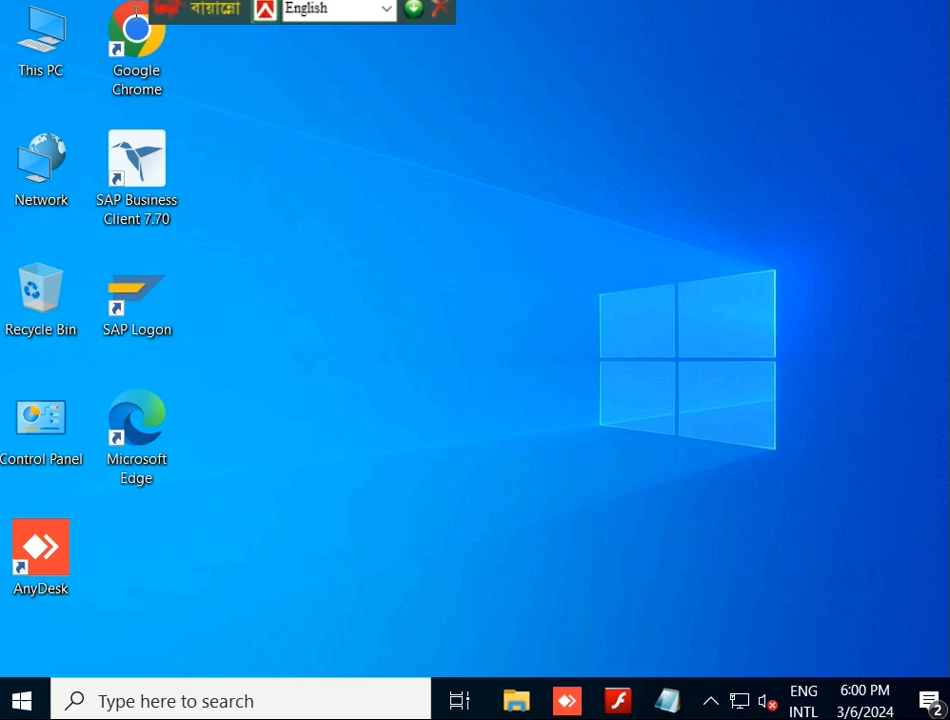 বায়ান্নো
English
This PC
Google
Chrome
Network
SAP Business
Client 7.70
Recycle Bin
SAP Logon
Control Panel
Microsoft
Edge
AnyDesk
Type here to search
ENG
INTL
6:00 PM
3/6/2024
2